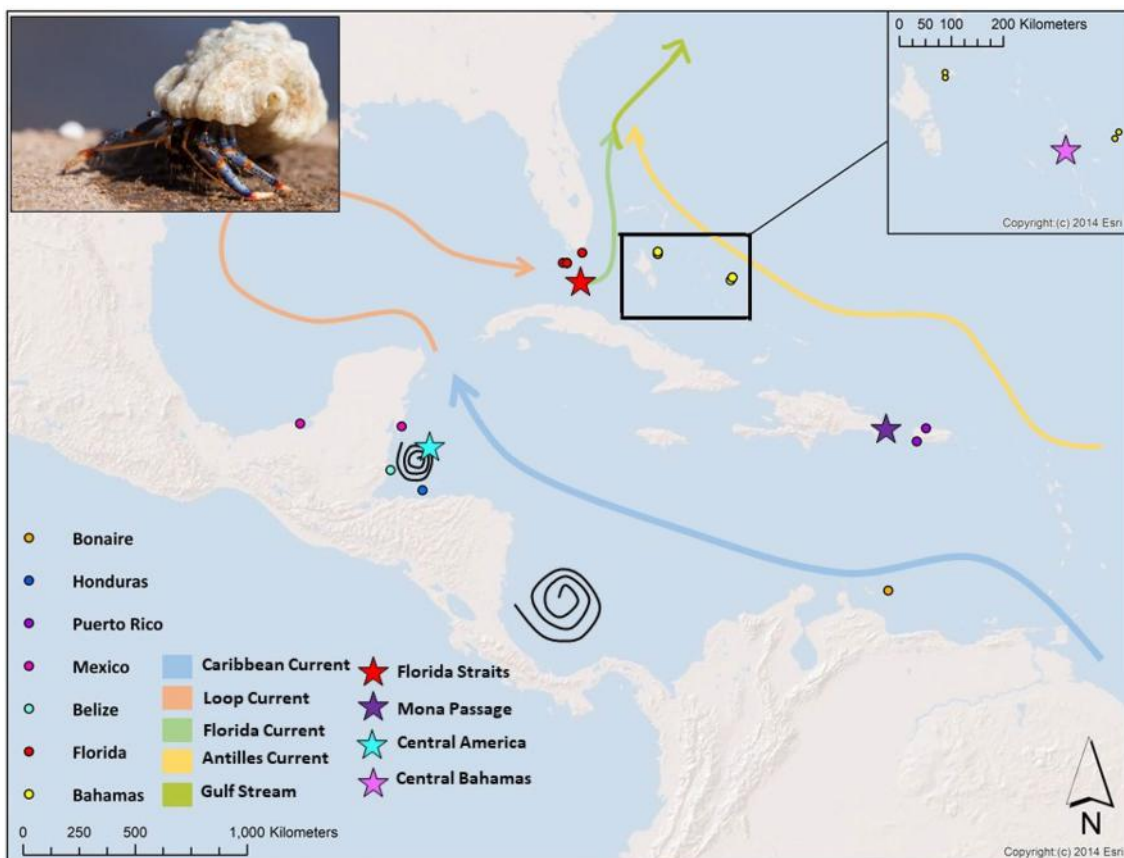 0 50 100 200 Kilometers
Copyright:(c) 2014 Esri
Bonaire
Honduras
Puerto Rico
Mexico
Belize
Florida
Bahamas
Caribbean Current
Loop Current
Florida Current
Antilles Current
Gulf Stream
Florida Straits
Mona Passage
Central America
Central Bahamas
0 250 500 1,000 Kilometers
N
Copyright:(c) 2014 Esri